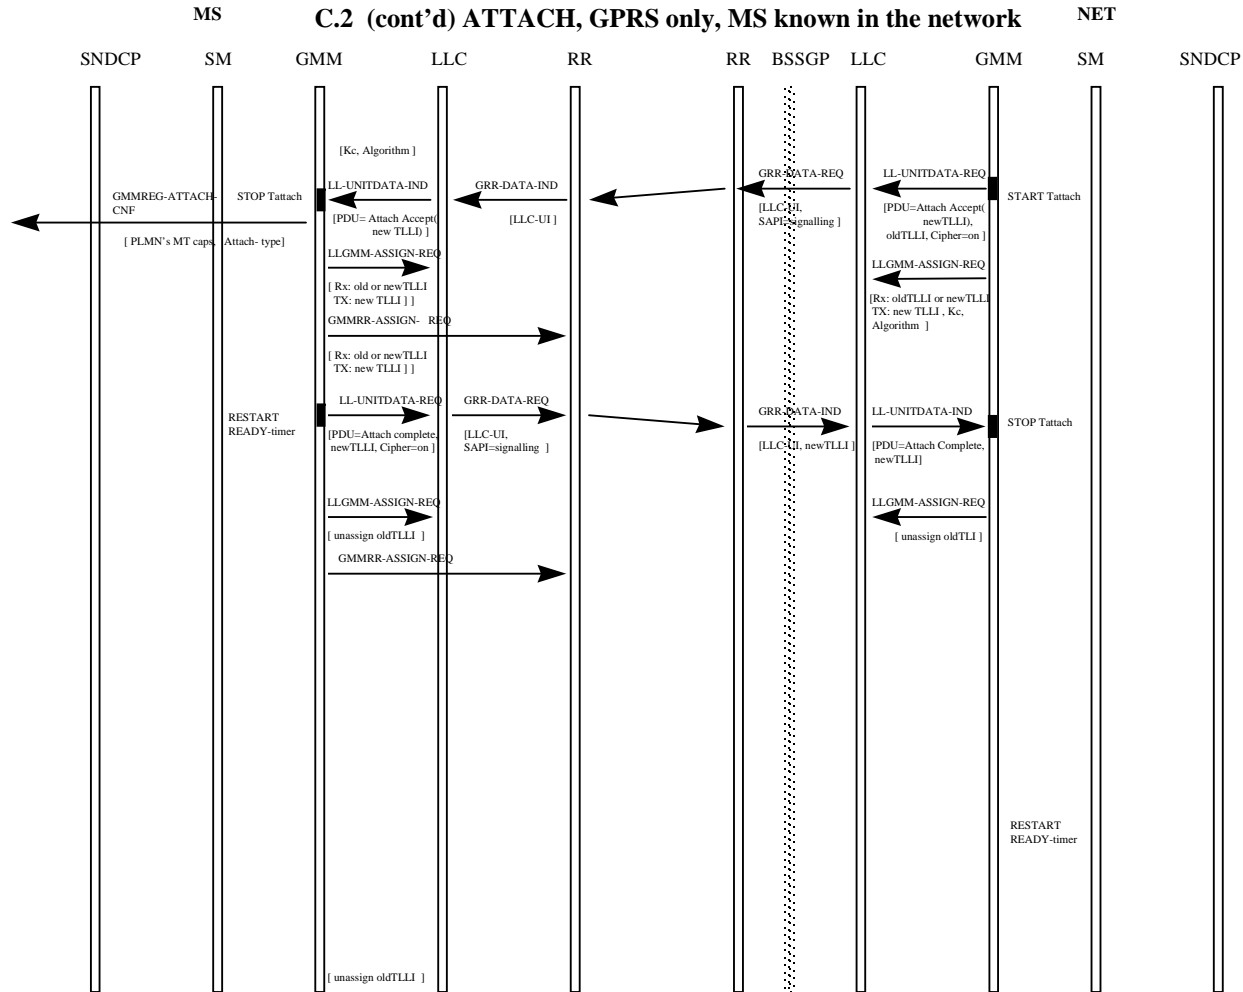 MS
C.2 (cont'd) ATTACH, GPRS only, MS known in the network
NET
SNDCP SM GMM LLC RR RR BSSGP LLC GMM SM SNDCP
[Kc, Algorithm ]
GMMREG-ATTACH-
CNF
STOP Tattach
LL-UNITDATA-IND
GRR-DATA-IND
GRR-DATA-REQ
LL-UNITDATA-REQ
START Tattach
[PDU= Attach Accept(
new TLLI) ]
[LLC-UI ]
[LLC-UI,
SAPI=signalling ]
[PDU=Attach Accept(
newTLLI),
oldTLLI, Cipher=on ]
[ PLMN's MT caps, Attach- type]
LLGMM-ASSIGN-REQ
LLGMM-ASSIGN-REQ
[ Rx: old or newTLLI
TX: new TLLI ] ]
[Rx: oldTLLI or newTLLI
TX: new TLLI , Kc,
Algorithm ]
GMMRR-ASSIGN- REQ
[ Rx: old or newTLLI
TX: new TLLI ] ]
RESTART
READY-timer
LL-UNITDATA-REQ
GRR-DATA-REQ
GRR-DATA-IND
LL-UNITDATA-IND
STOP Tattach
[PDU=Attach complete,
newTLLI, Cipher=on ]
[LLC-UI,
SAPI=signalling ]
[LLC-UI, newTLLI ]
[PDU=Attach Complete,
newTLLI]
LLGMM-ASSIGN-REQ
LLGMM-ASSIGN-REQ
[ unassign oldTLLI ]
[ unassign oldTLI ]
GMMRR-ASSIGN-REQ
RESTART
READY-timer
[ unassign oldTLLI ]